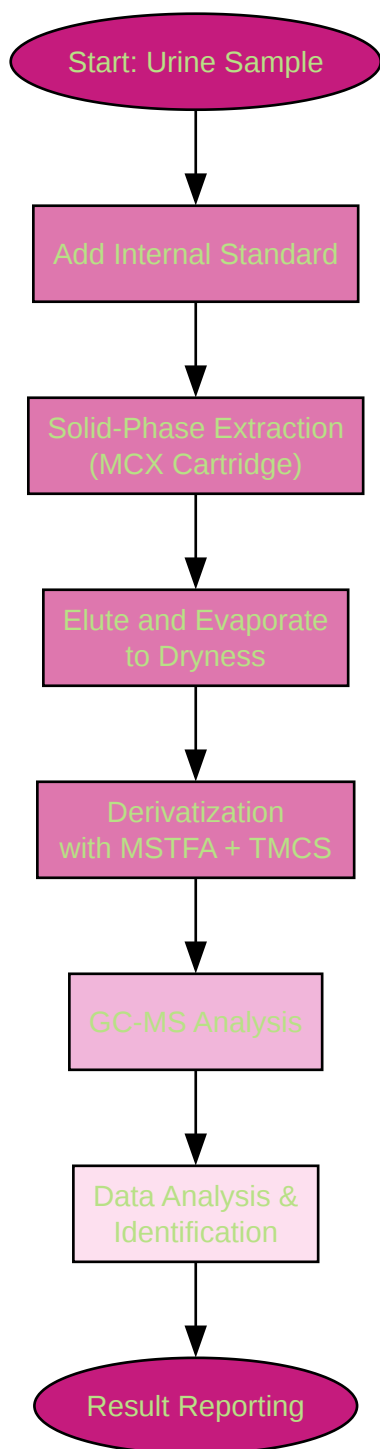 Start: Urine Sample
Add Internal Standard
Solid-Phase Extraction
(MCX Cartridge)
Elute and Evaporate
to Dryness
Derivatization
with MSTFA + TMCS
GC-MS Analysis
Data Analysis &
Identification
Result Reporting